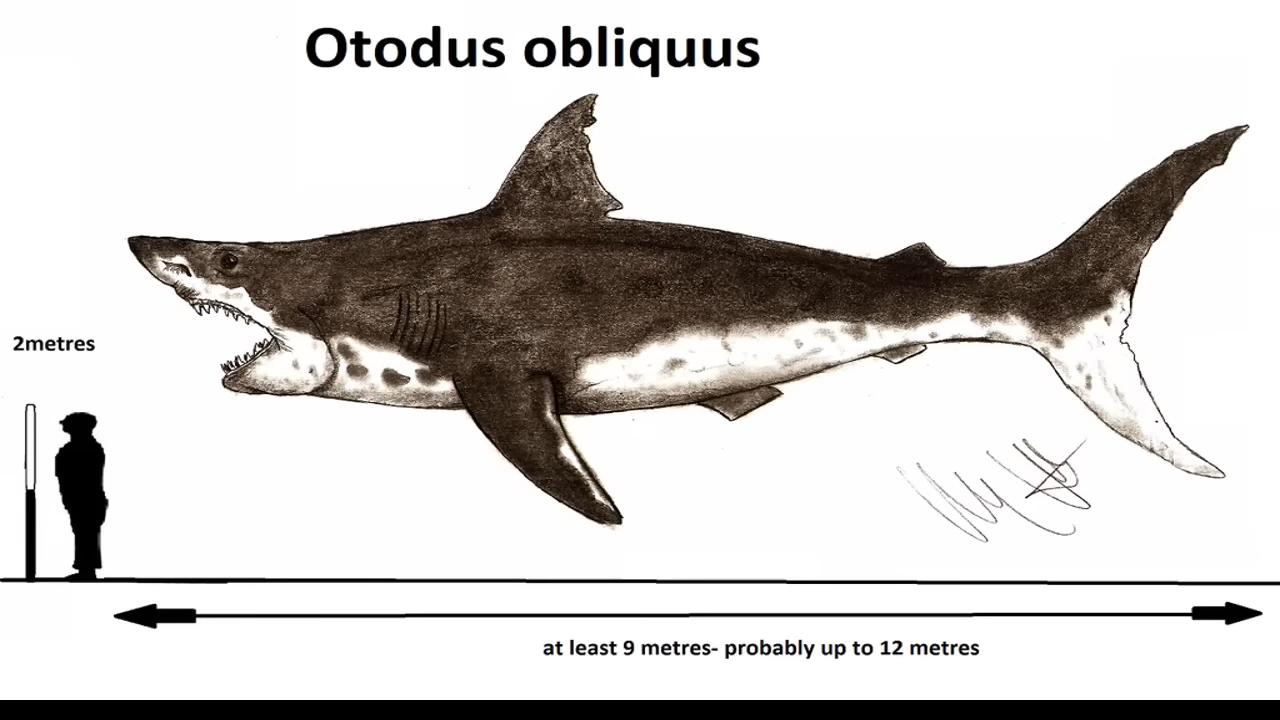 Otodus obliquus
2metres
at least 9 metres- probably up to 12 metres